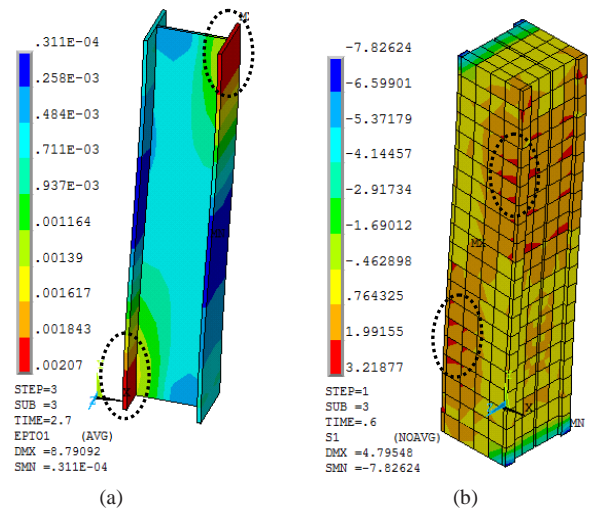 .311E-04
.258E-03
.484E-03
.711E-03
.937E-03
.001164
.00139
.001617
.001843
.00207
STEP=3
SUB =3
TIME=2.7
EPTO1 (AVG)
DMX =8.79092
SMN =.311E-04
X
(a)
-7.82624
-6.59901
-5.37179
-4.14457
-2.91734
-1.69012
-.462898
.764325
1.99155
3.21877
STEP=1
SUB =3
TIME=.6
S1 (NOAVG)
DMX =4.79548
SMN =-7.82624
MX
X
MN
(b)